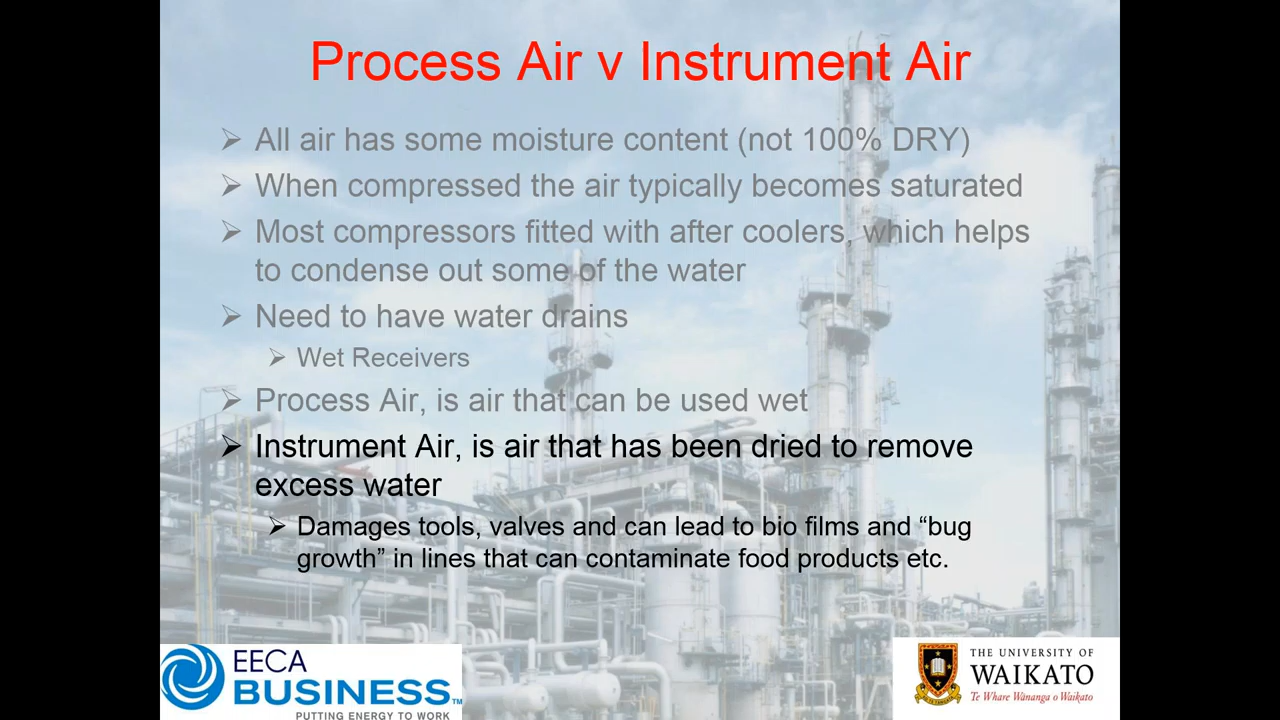 Process Air v Instrument Air
All air has some moisture content (not 100% DRY)
When compressed the air typically becomes saturated
Most compressors fitted with after coolers, which helps
to condense out some of the water
Need to have water drains
Wet Receivers
Process Air, is air that can be used wet
Instrument Air, is air that has been dried to remove
excess water
Damages tools, valves and can lead to bio films and “bug
growth” in lines that can contaminate food products etc.
EECA
BUSINESS™
PUTTING ENERGY TO WORK
THE UNIVERSITY OF
WAIKATO
Te Whare Wānanga o Waikato